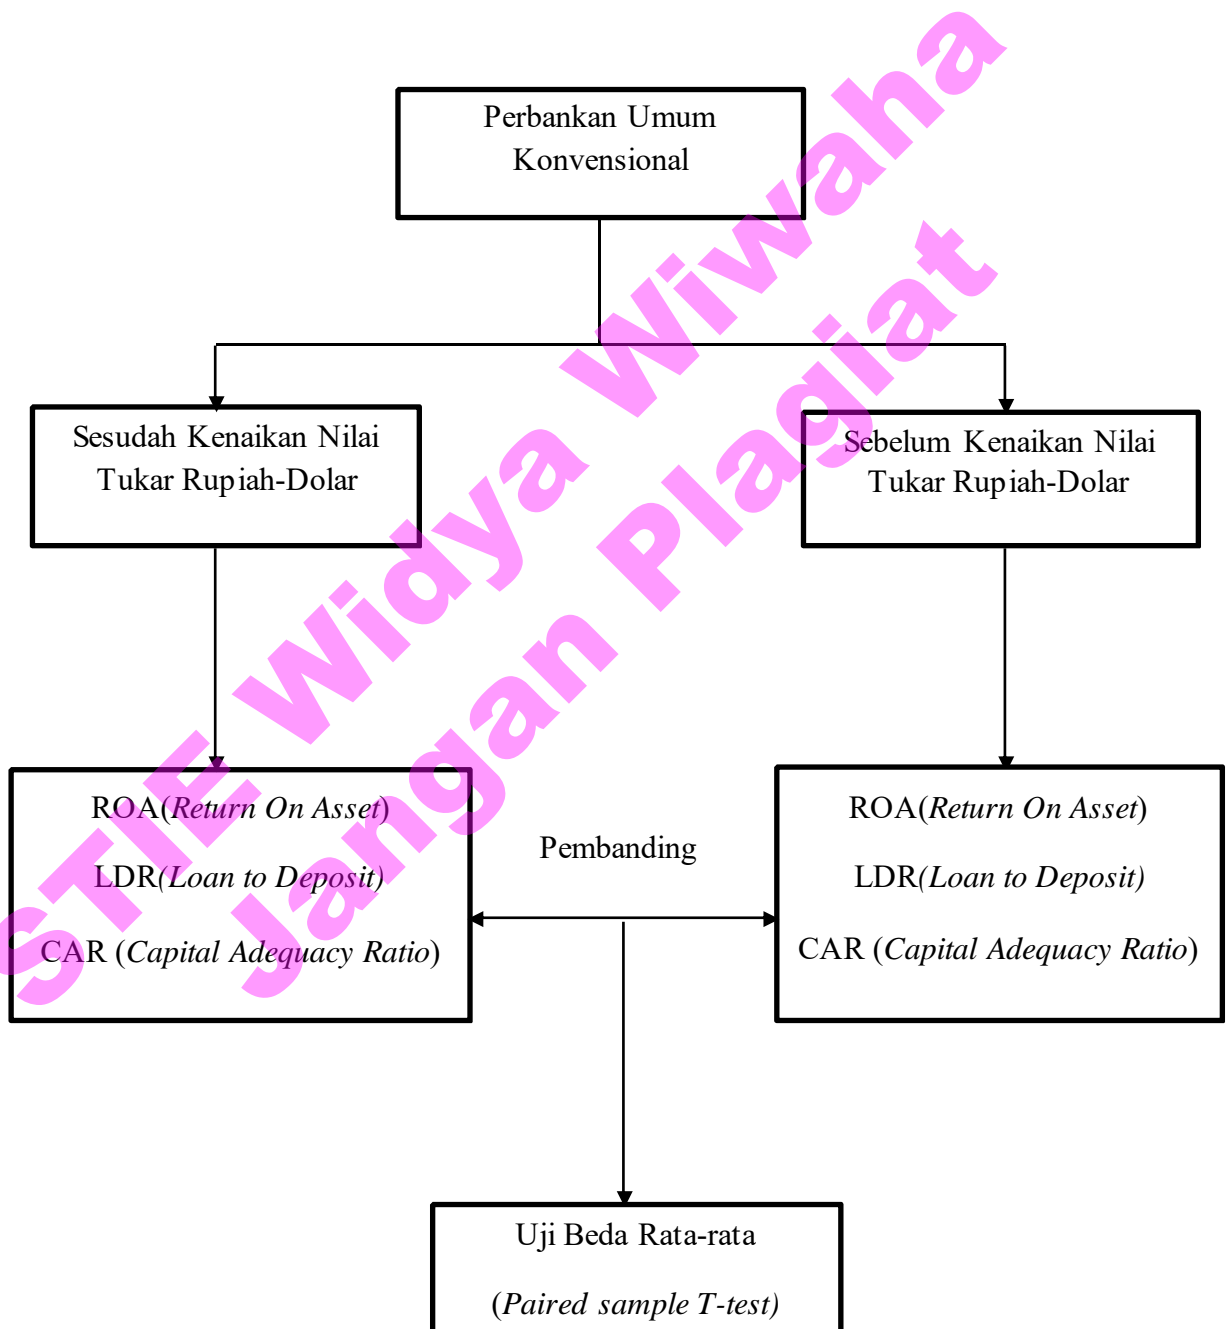 Perbankan Umum
Konvensional
Sesudah Kenaikan Nilai
Tukar Rupiah-Dolar
Sebelum Kenaikan Nilai
Tukar Rupiah-Dolar
ROA(Return On Asset)
LDR(Loan to Deposit)
CAR (Capital Adequacy Ratio)
Pembanding
ROA(Return On Asset)
LDR(Loan to Deposit)
CAR (Capital Adequacy Ratio)
Uji Beda Rata-rata
(Paired sample T-test)
STIE Widya Wiwaha
Jangan Plagiat